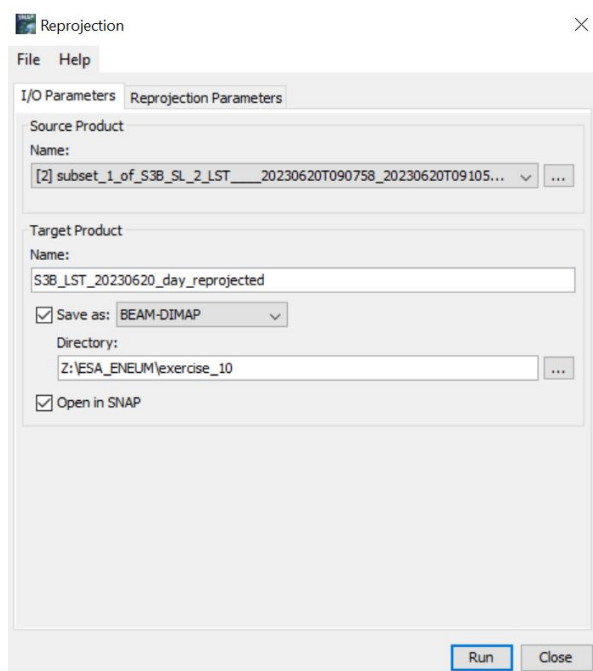 Reprojection
File Help
I/O Parameters Reprojection Parameters
Source Product
Name:
[2] subset_1_of_S3B_SL_2_LST____20230620T090758_20230620T09105... ...
Target Product
Name:
S3B_LST_20230620_day_reprojected
Save as: BEAM-DIMAP
Directory:
Z:\ESA_ENEUM\exercise_10 ...
Open in SNAP
Run Close